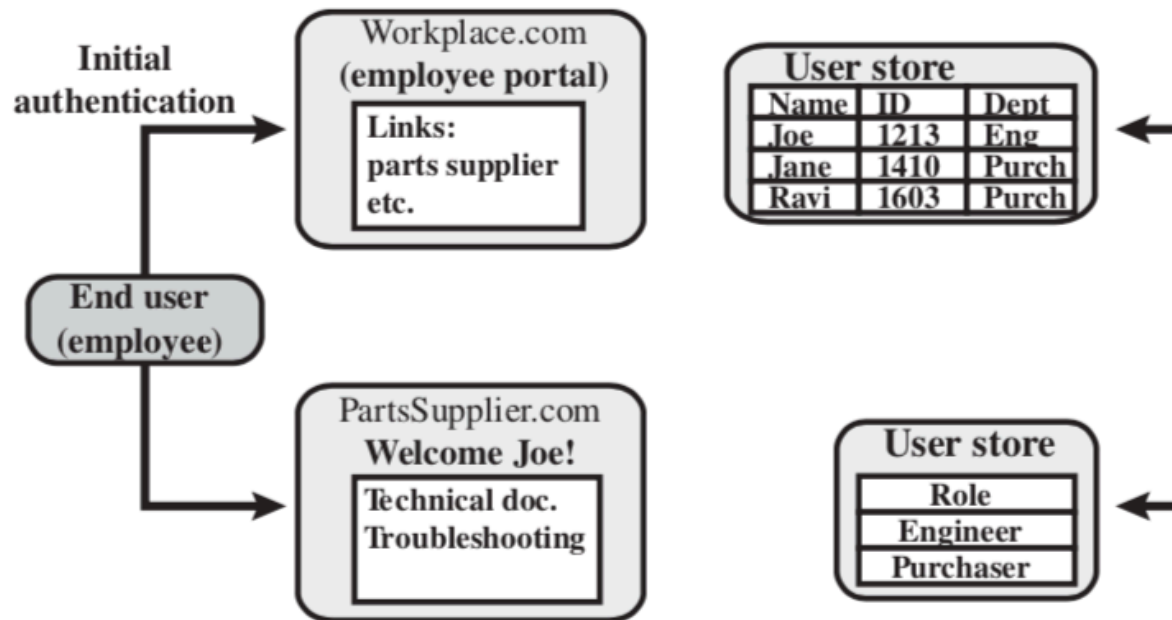 Initial
authentication
Workplace.com
(employee portal)
Links:
parts supplier
etc.
User store
Name ID Dept
Joe 1213 Eng
Jane 1410 Purch
Ravi 1603 Purch
End user
(employee)
PartsSupplier.com
Welcome Joe!
Technical doc.
Troubleshooting
User store
Role
Engineer
Purchaser